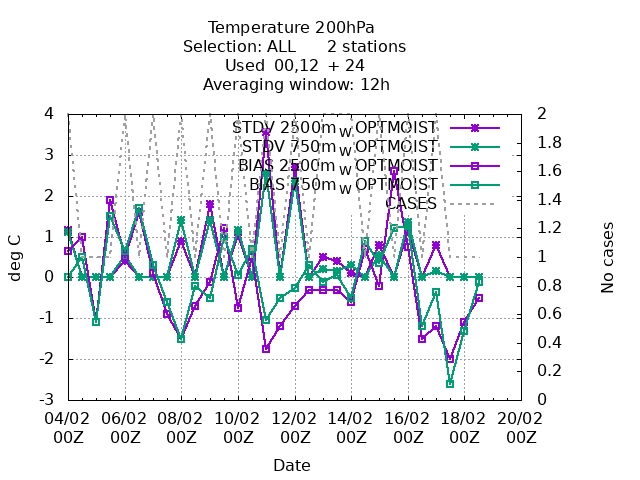 Temperature 200hPa
Selection: ALL 2 stations
Used 00,12 + 24
Averaging window: 12h
STDV 2500m_W OPTMOIST
STDV 750m_W OPTMOIST
BIAS 2500m_W OPTMOIST
BIAS 750m_W OPTMOIST
CASES
deg C
4
3
2
1
0
-1
-2
-3
No cases
2
1.8
1.6
1.4
1.2
1
0.8
0.6
0.4
0.2
0
04/02 06/02 08/02 10/02 12/02 14/02 16/02 18/02 20/02
00Z 00Z 00Z 00Z 00Z 00Z 00Z 00Z 00Z
Date